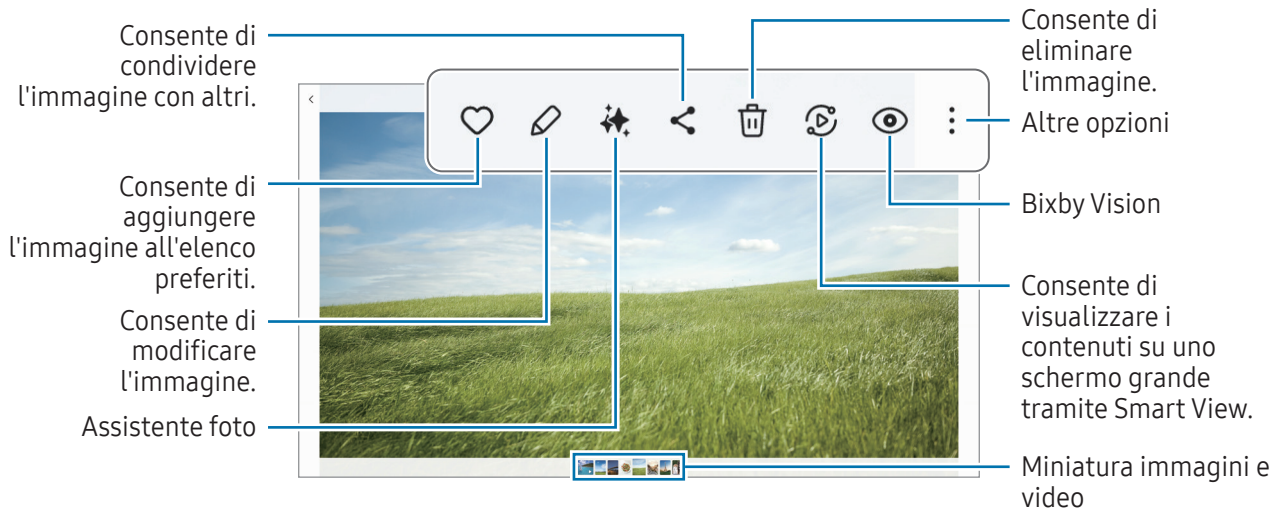 Consente di
condividere
l'immagine con altri.
Consente di
aggiungere
l'immagine all'elenco
preferiti.
Consente di
modificare
l'immagine.
Assistente foto
Consente di
eliminare
l'immagine.
Altre opzioni
Bixby Vision
Consente di
visualizzare i
contenuti su uno
schermo grande
tramite Smart View.
Miniatura immagini e
video